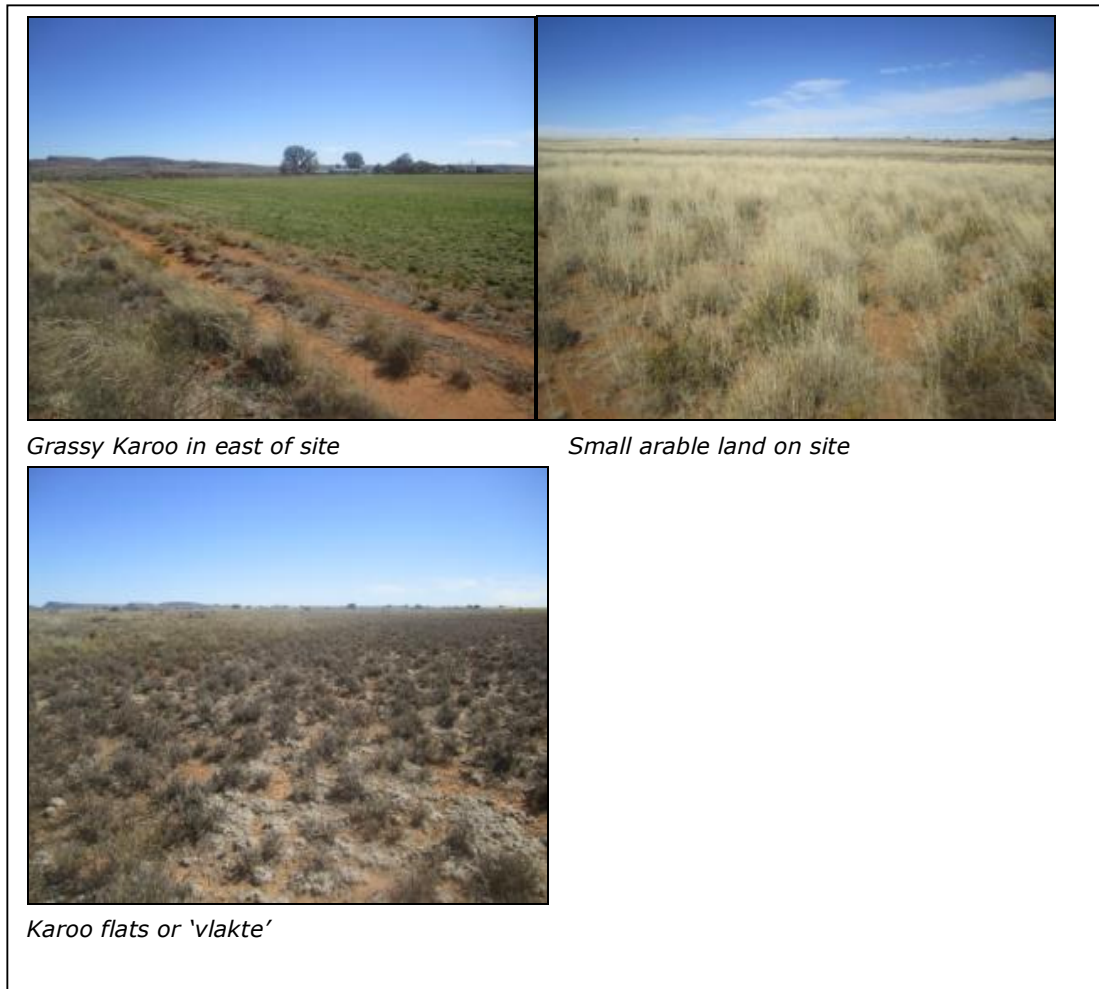 Grassy Karoo in east of site
Small arable land on site
Karoo flats or ‘vlakte’